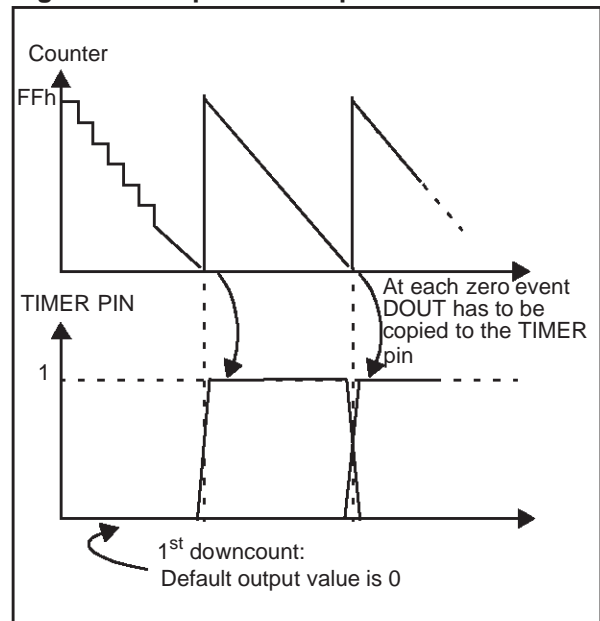 Counter
FFh
At each zero event
DOUT has to be
copied to the TIMER
pin
TIMER PIN
1
1st downcount:
Default output value is 0